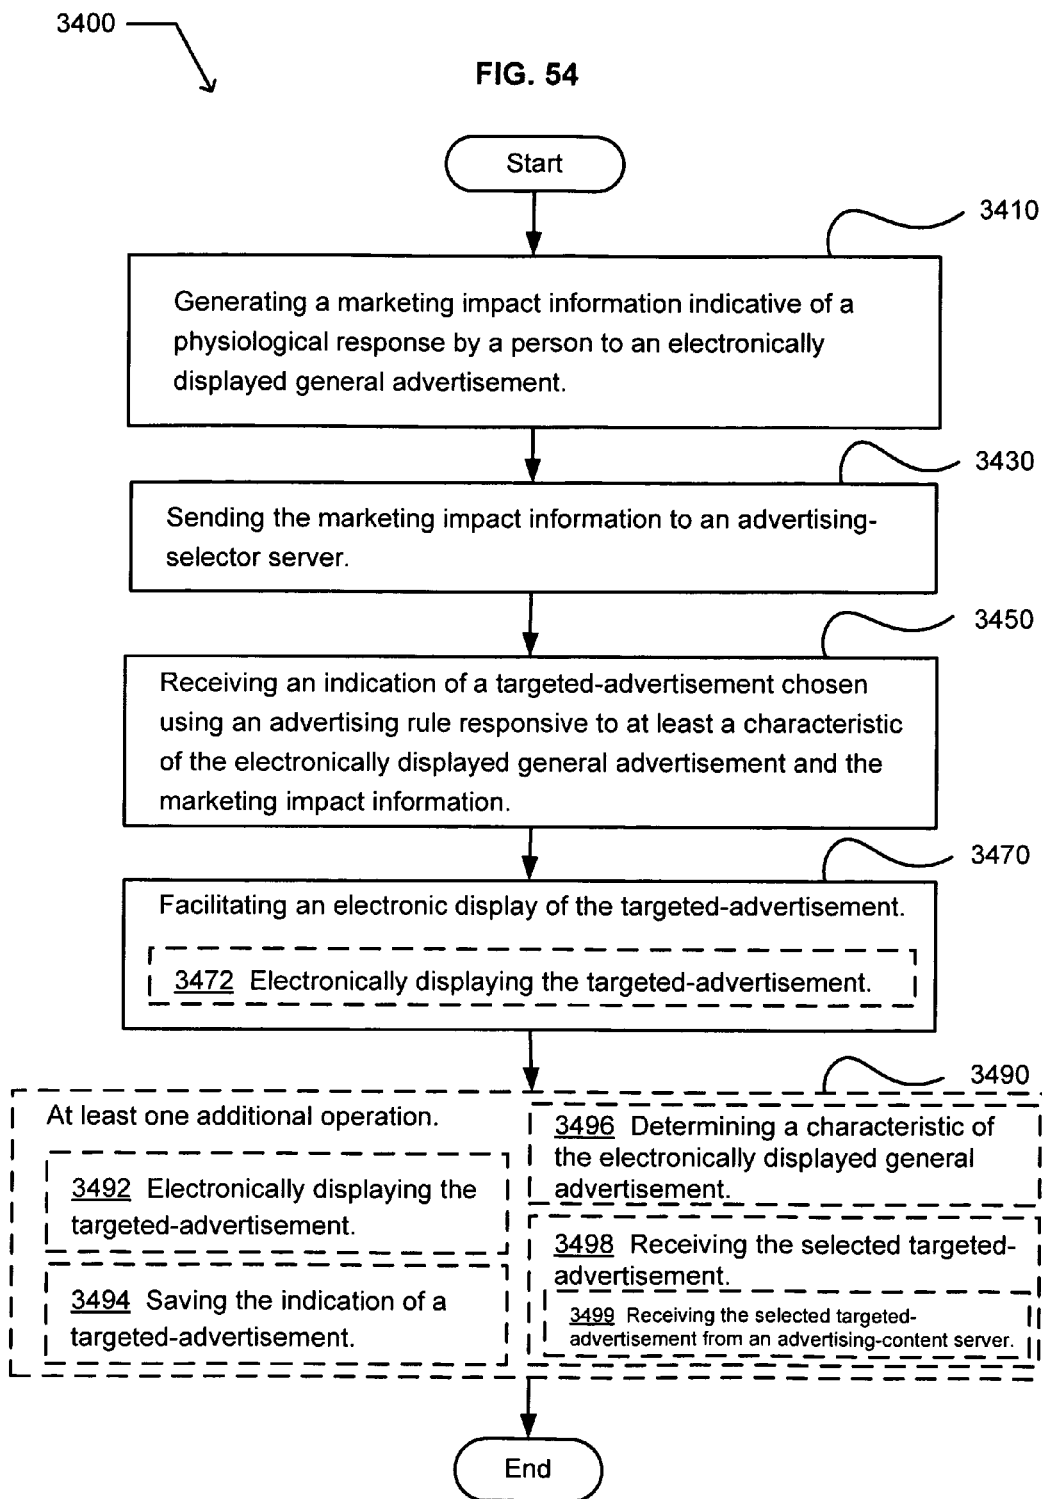 3400
FIG. 54
Start
3410
Generating a marketing impact information indicative of a
physiological response by a person to an electronically
displayed general advertisement.
3430
Sending the marketing impact information to an advertising-
selector server.
3450
Receiving an indication of a targeted-advertisement chosen
using an advertising rule responsive to at least a characteristic
of the electronically displayed general advertisement and the
marketing impact information.
3470
Facilitating an electronic display of the targeted-advertisement.
3472 Electronically displaying the targeted-advertisement.
3490
At least one additional operation.
3492 Electronically displaying the
targeted-advertisement.
3494 Saving the indication of a
targeted-advertisement.
3496 Determining a characteristic of
the electronically displayed general
advertisement.
3498 Receiving the selected targeted-
advertisement.
3499 Receiving the selected targeted-
advertisement from an advertising-content server.
End